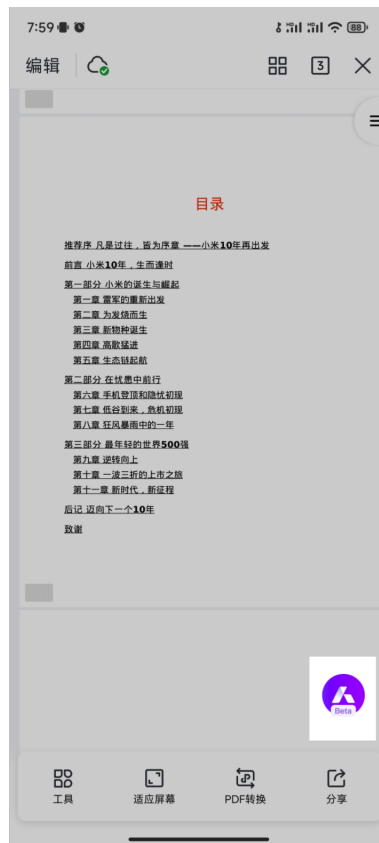 7:59 88
编辑 3
目录
推荐序 凡是过往，皆为序章 ——小米10年再出发
前言 小米10年，生而逢时
第一部分 小米的诞生与崛起
第一章 雷军的重新出发
第二章 为发烧而生
第三章 新物种诞生
第四章 高歌猛进
第五章 生态链起航
第二部分 在忧患中前行
第六章 手机登顶和隐忧初现
第七章 低谷到来，危机初现
第八章 狂风暴雨中的一年
第三部分 最年轻的世界500强
第九章 逆转向上
第十章 一波三折的上市之旅
第十一章 新时代，新征程
后记 迈向下一个10年
致谢
Beta
工具 适应屏幕 PDF转换 分享